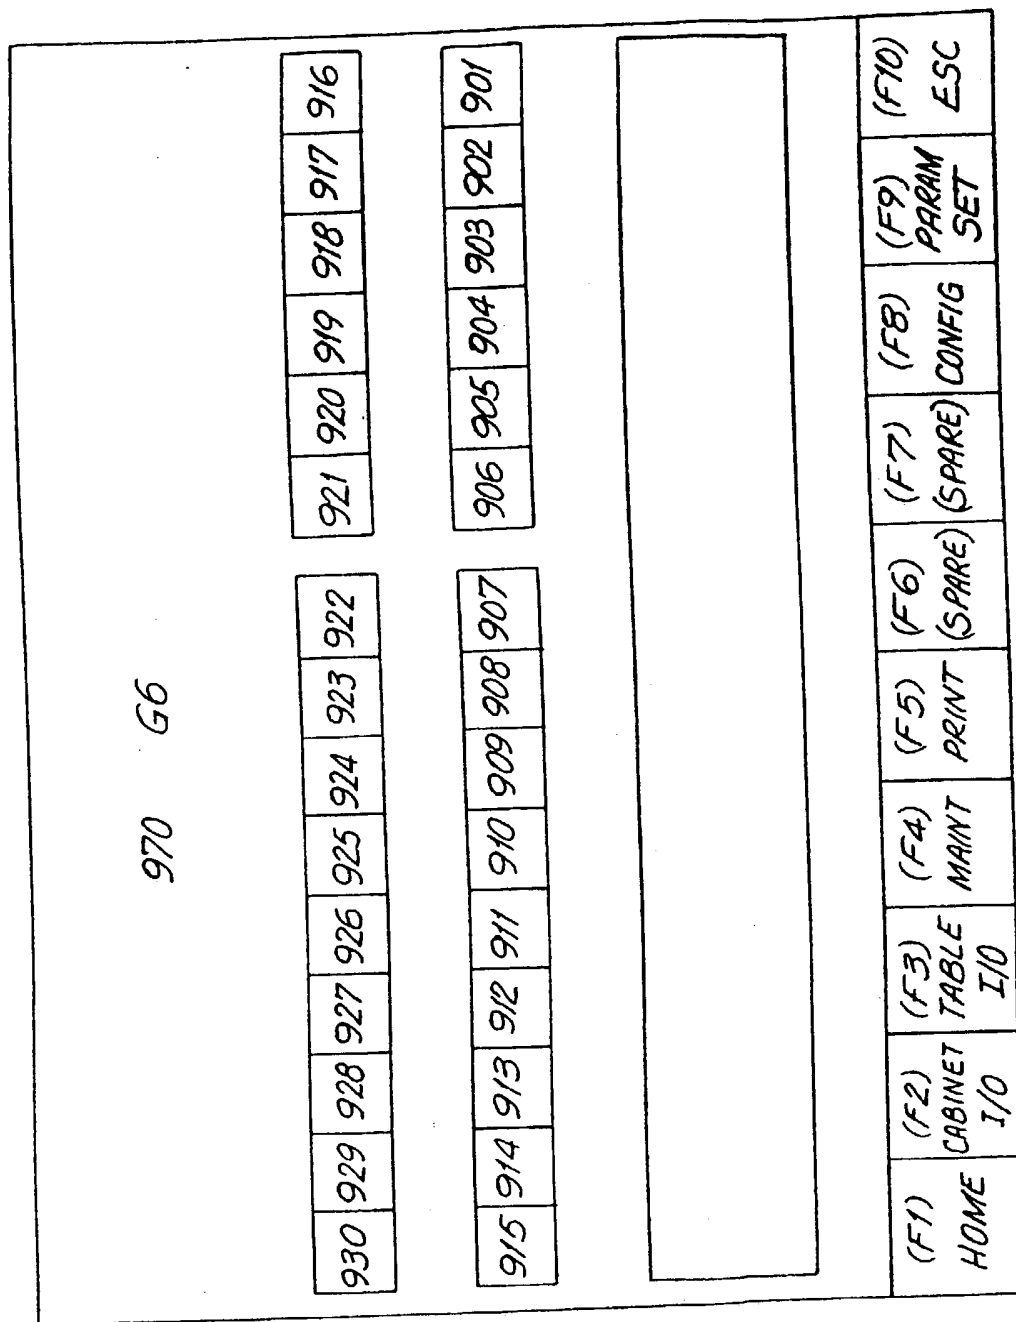 970 G6
930 929 928 927 926 925 924 923 922 921 920 919 918 917 916
915 914 913 912 911 910 909 908 907 906 905 904 903 902 901
(F1) (F2) (F3) (F4) (F5) (F6) (F7) (F8) (F9) (F10)
HOME CABINET TABLE MAINT PRINT (SPARE) (SPARE) CONFIG PARAM ESC
I/O I/O SET